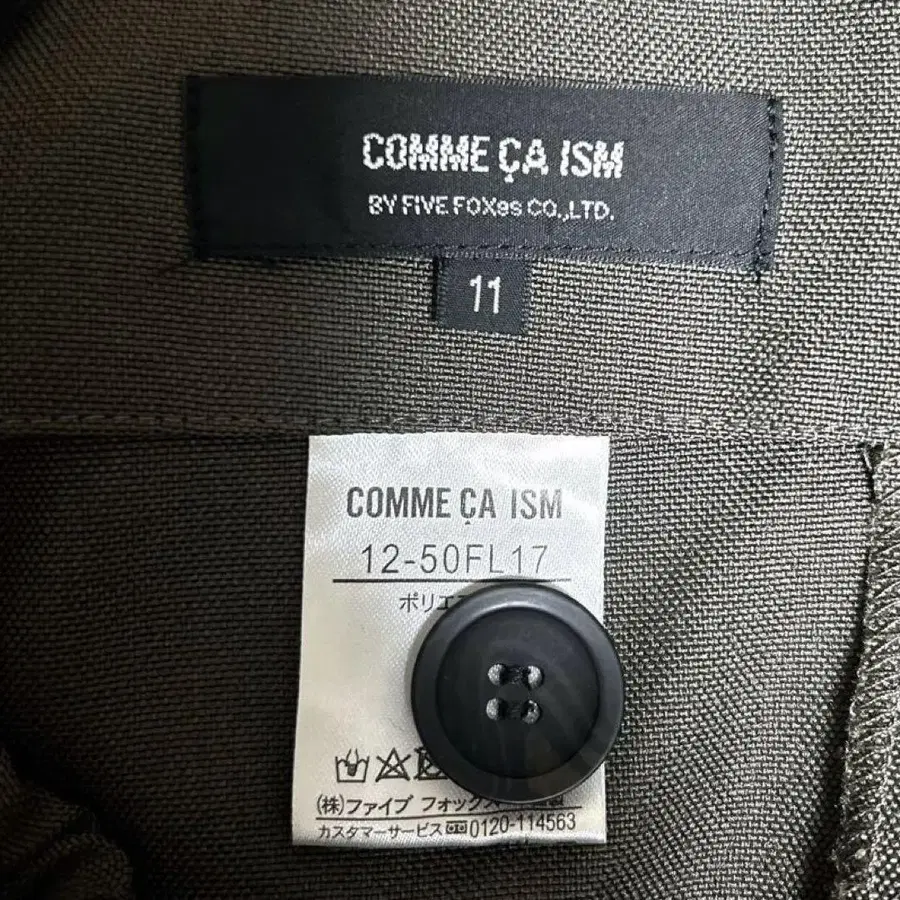 COMME ÇA ISM
BY FIVE FOXes CO.,LTD.
11
COMME ÇA ISM
12-50FL17
ポリエ
(株)ファイブ フォックス
カスタマーサービス 0120-114563